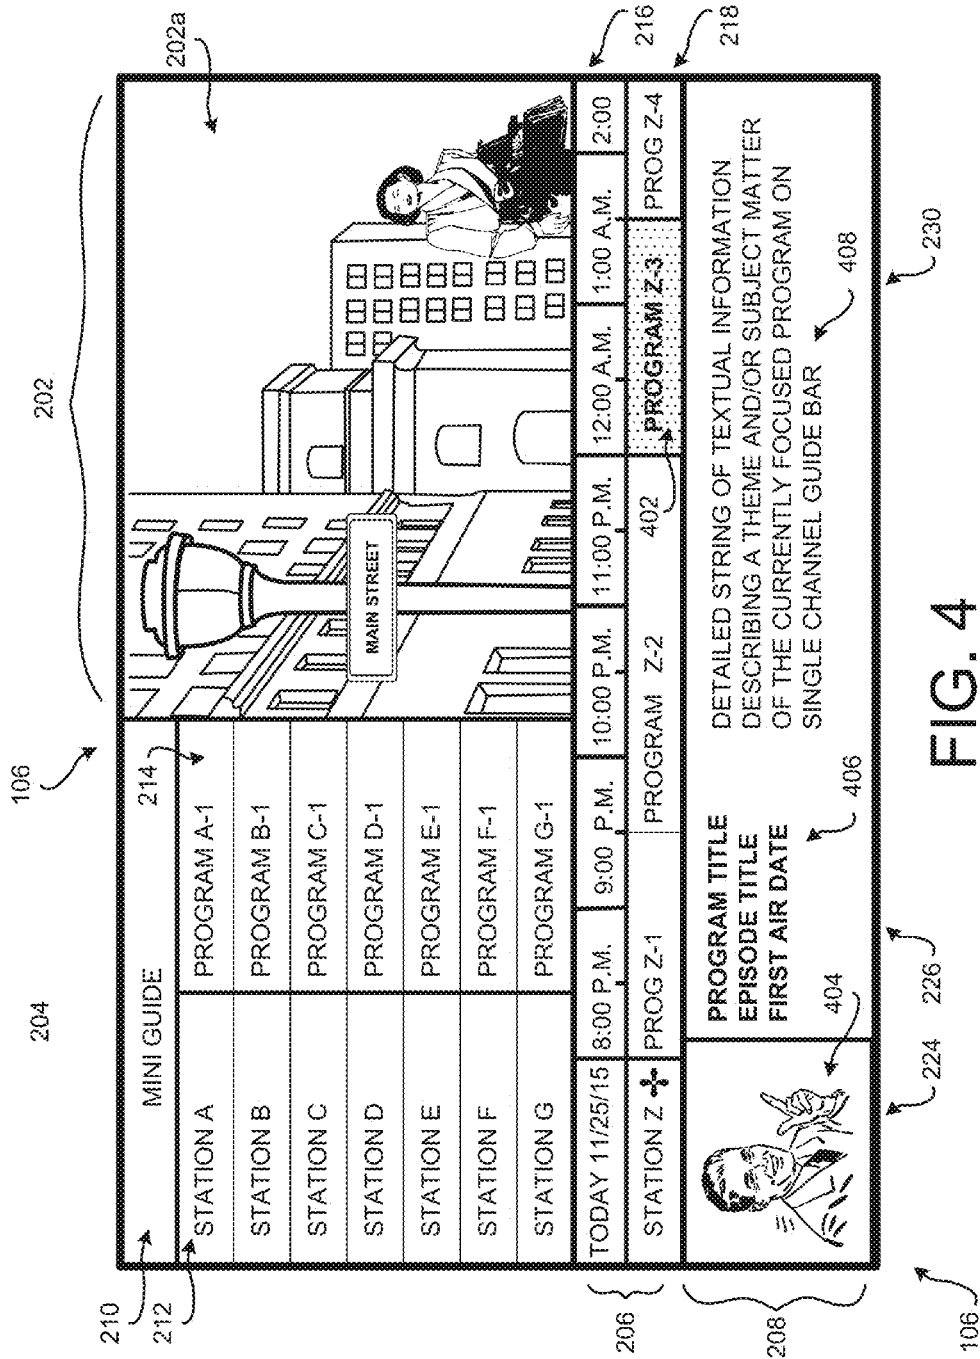 204
106
202
202a
210
212
MINI GUIDE
214
STATION A PROGRAM A-1
STATION B PROGRAM B-1
STATION C PROGRAM C-1
STATION D PROGRAM D-1
STATION E PROGRAM E-1
STATION F PROGRAM F-1
STATION G PROGRAM G-1
MAIN STREET
206
TODAY 11/25/15 8:00 P.M. 9:00 P.M. 10:00 P.M. 11:00 P.M. 12:00 A.M. 1:00 A.M. 2:00
216
STATION Z PROG Z-1 PROGRAM Z-2 PROGRAM Z-3 PROG Z-4
218
402
208
PROGRAM TITLE
EPISODE TITLE
FIRST AIR DATE
DETAILED STRING OF TEXTUAL INFORMATION
DESCRIBING A THEME AND/OR SUBJECT MATTER
OF THE CURRENTLY FOCUSED PROGRAM ON
SINGLE CHANNEL GUIDE BAR
404
406
408
106
224
226
230
FIG. 4